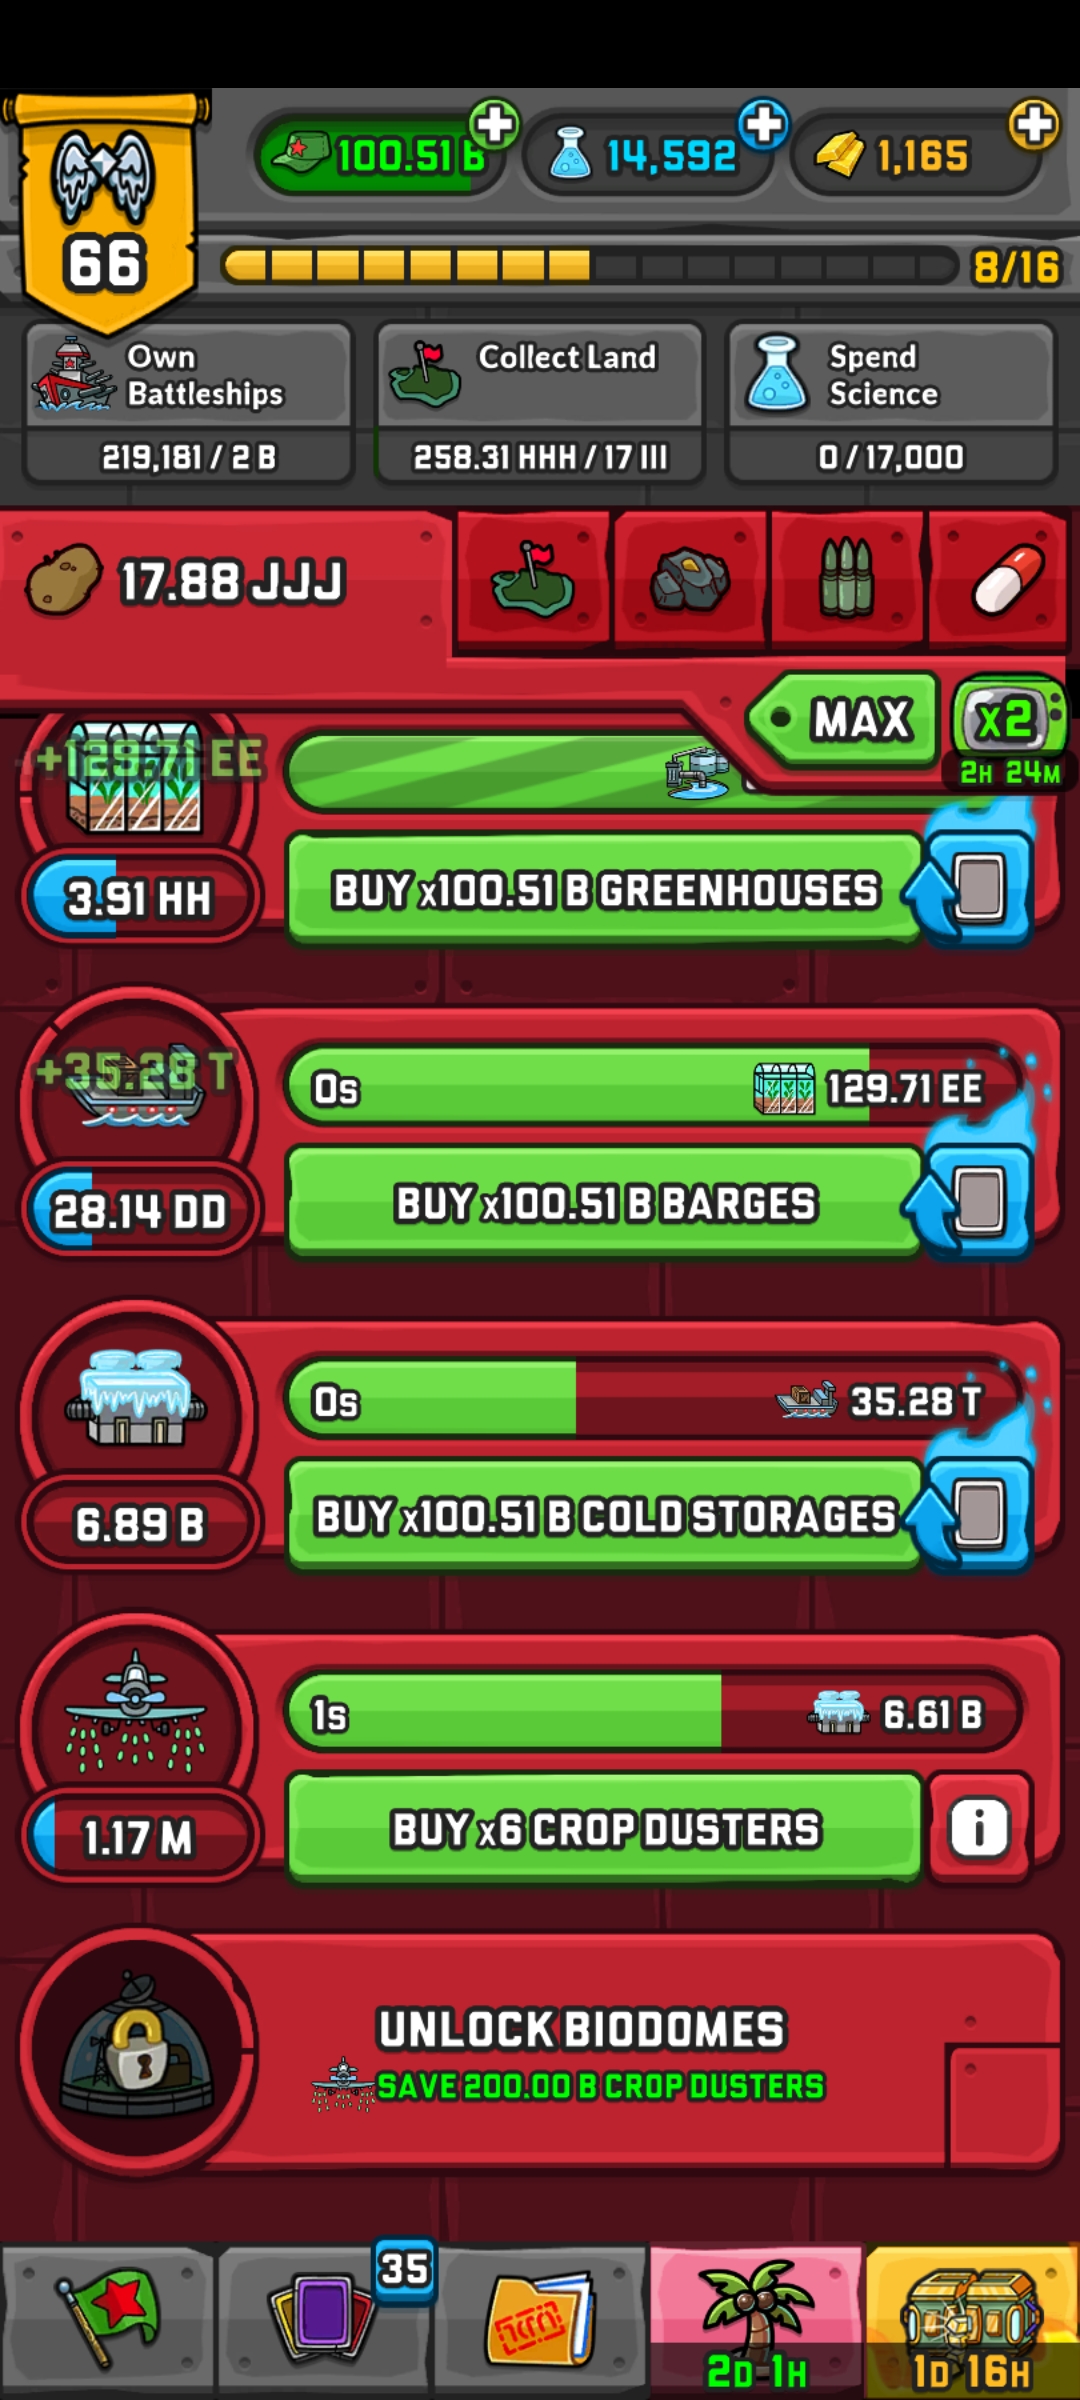 100.51 B
14,592
1,165
66
8/16
Own
Battleships
219,181 / 2 B
Collect Land
258.31 HHH / 17 III
Spend
Science
0 / 17,000
17.88 JJJ
MAX
x2
2H 24M
+129.71 EE
3.91 HH
BUY x100.51 B GREENHOUSES
+35.28 T
0s
129.71 EE
28.14 DD
BUY x100.51 B BARGES
0s
35.28 T
6.89 B
BUY x100.51 B COLD STORAGES
1s
6.61 B
1.17 M
BUY x6 CROP DUSTERS
i
UNLOCK BIODOMES
SAVE 200.00 B CROP DUSTERS
35
2D 1H
1D 16H